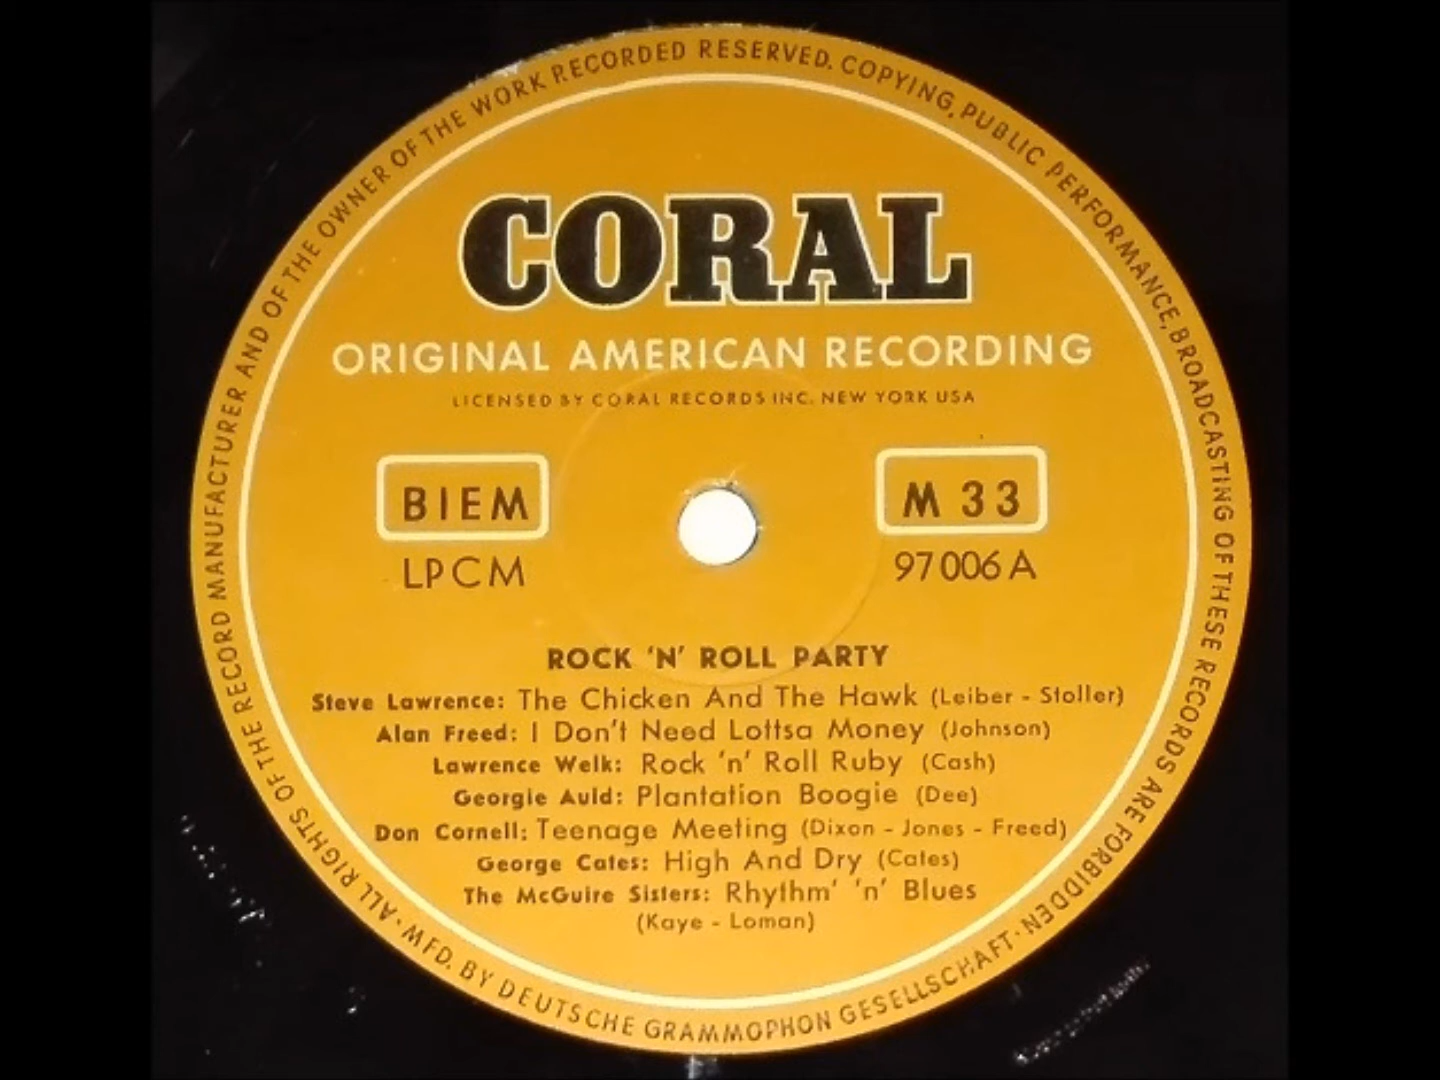 ALL RIGHTS OF THE RECORD MANUFACTURER AND OF THE OWNER OF THE WORK RECORDED RESERVED. COPYING, PUBLIC PERFORMANCE, BROADCASTING OF THESE RECORDS ARE FORBIDDEN · MFD. BY DEUTSCHE GRAMMOPHON GESELLSCHAFT ·
CORAL
ORIGINAL AMERICAN RECORDING
LICENSED BY CORAL RECORDS INC. NEW YORK USA
BIEM M 33
LPCM 97 006 A
ROCK 'N' ROLL PARTY
Steve Lawrence: The Chicken And The Hawk (Leiber - Stoller)
Alan Freed: I Don't Need Lottsa Money (Johnson)
Lawrence Welk: Rock 'n' Roll Ruby (Cash)
Georgie Auld: Plantation Boogie (Dee)
Don Cornell: Teenage Meeting (Dixon - Jones - Freed)
George Cates: High And Dry (Cates)
The McGuire Sisters: Rhythm' 'n' Blues
(Kaye - Loman)